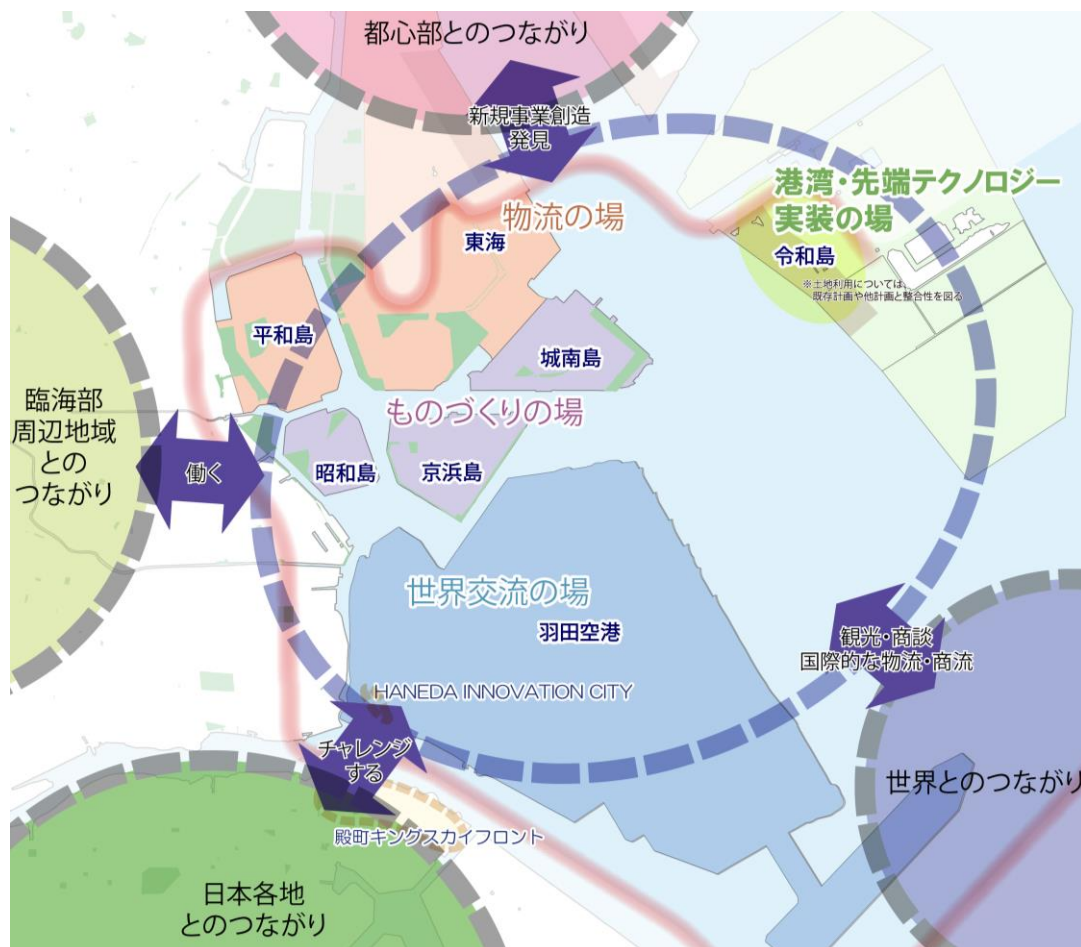 都心部とのつながり
新規事業創造
発見
港湾・先端テクノロジー
実装の場
物流の場
東海
令和島
※土地利用については、
既存計画や他計画と整合性を図る
平和島
城南島
臨海部
周辺地域
との
つながり
ものづくりの場
働く
昭和島
京浜島
世界交流の場
羽田空港
観光・商談
国際的な物流・商流
HANEDA INNOVATION CITY
チャレンジ
する
世界とのつながり
殿町キングスカイフロント
日本各地
とのつながり